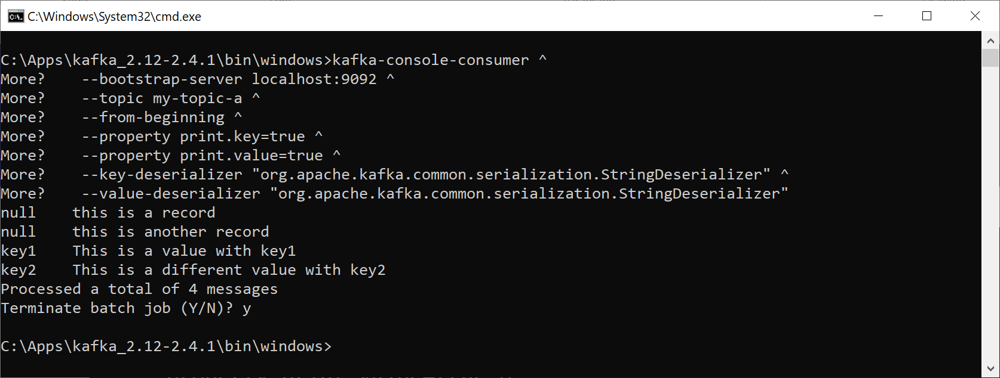 C:\Windows\System32\cmd.exe
C:\Apps\kafka_2.12-2.4.1\bin\windows>kafka-console-consumer ^
More?    --bootstrap-server localhost:9092 ^
More?    --topic my-topic-a ^
More?    --from-beginning ^
More?    --property print.key=true ^
More?    --property print.value=true ^
More?    --key-deserializer "org.apache.kafka.common.serialization.StringDeserializer" ^
More?    --value-deserializer "org.apache.kafka.common.serialization.StringDeserializer"
null    this is a record
null    this is another record
key1    This is a value with key1
key2    This is a different value with key2
Processed a total of 4 messages
Terminate batch job (Y/N)? y
C:\Apps\kafka_2.12-2.4.1\bin\windows>